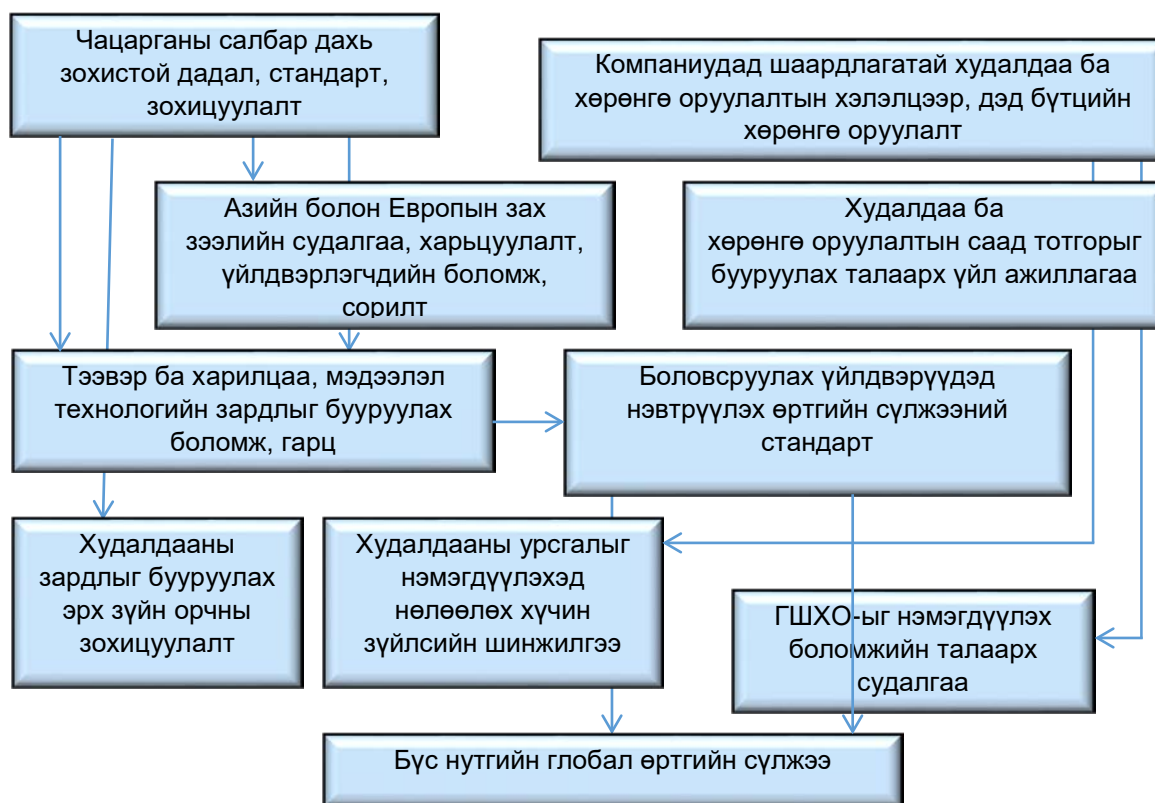 Чацарганы салбар дахь
зохистой дадал, стандарт,
зохицуулалт
Компаниудад шаардлагатай худалдаа ба
хөрөнгө оруулалтын хэлэлцээр, дэд бүтцийн
хөрөнгө оруулалт
Азийн болон Европын зах
зээлийн судалгаа, харьцуулалт,
үйлдвэрлэгчдийн боломж,
сорилт
Худалдаа ба
хөрөнгө оруулалтын саад тотгорыг
бууруулах талаарх үйл ажиллагаа
Тээвэр ба харилцаа, мэдээлэл
технологийн зардлыг бууруулах
боломж, гарц
Боловсруулах үйлдвэрүүдэд
нэвтрүүлэх өртгийн сүлжээний
стандарт
Худалдааны
зардлыг бууруулах
эрх зүйн орчны
зохицуулалт
Худалдааны урсгалыг
нэмэгдүүлэхэд
нөлөөлөх хүчин
зүйлсийн шинжилгээ
ГШХО-ыг нэмэгдүүлэх
боломжийн талаарх
судалгаа
Бүс нутгийн глобал өртгийн сүлжээ